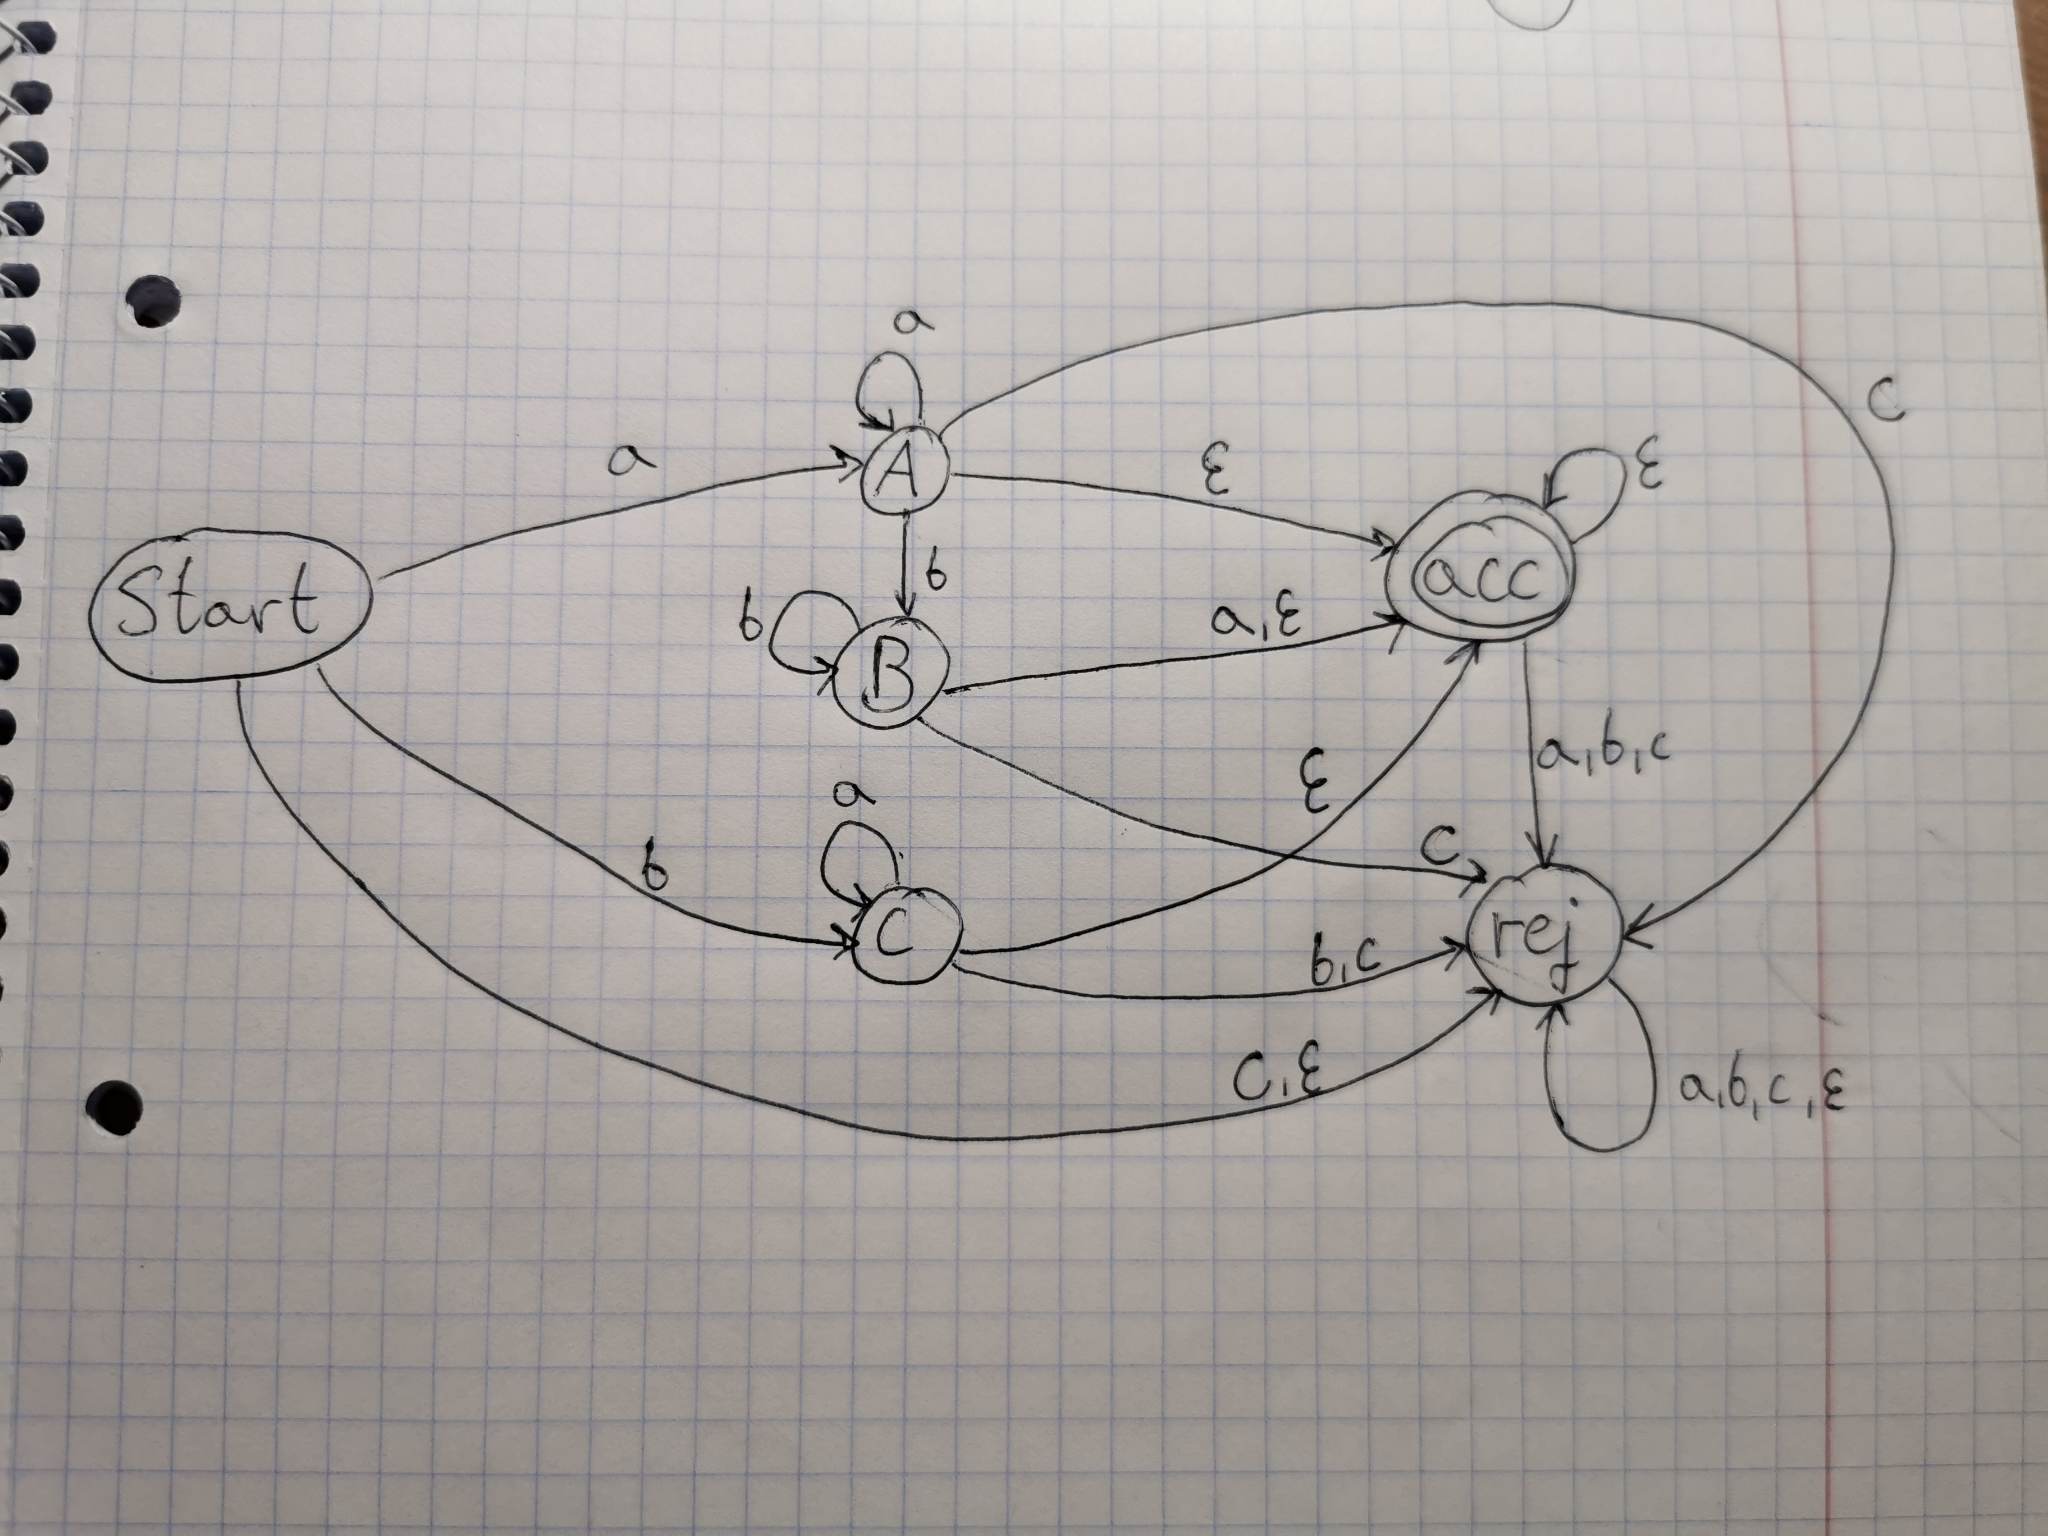 a
C
a
A
ε
ε
acc
Start
b
b
a,ε
B
a,b,c
ε
a
C
b
C
rej
b,c
C,ε
a,b,c,ε